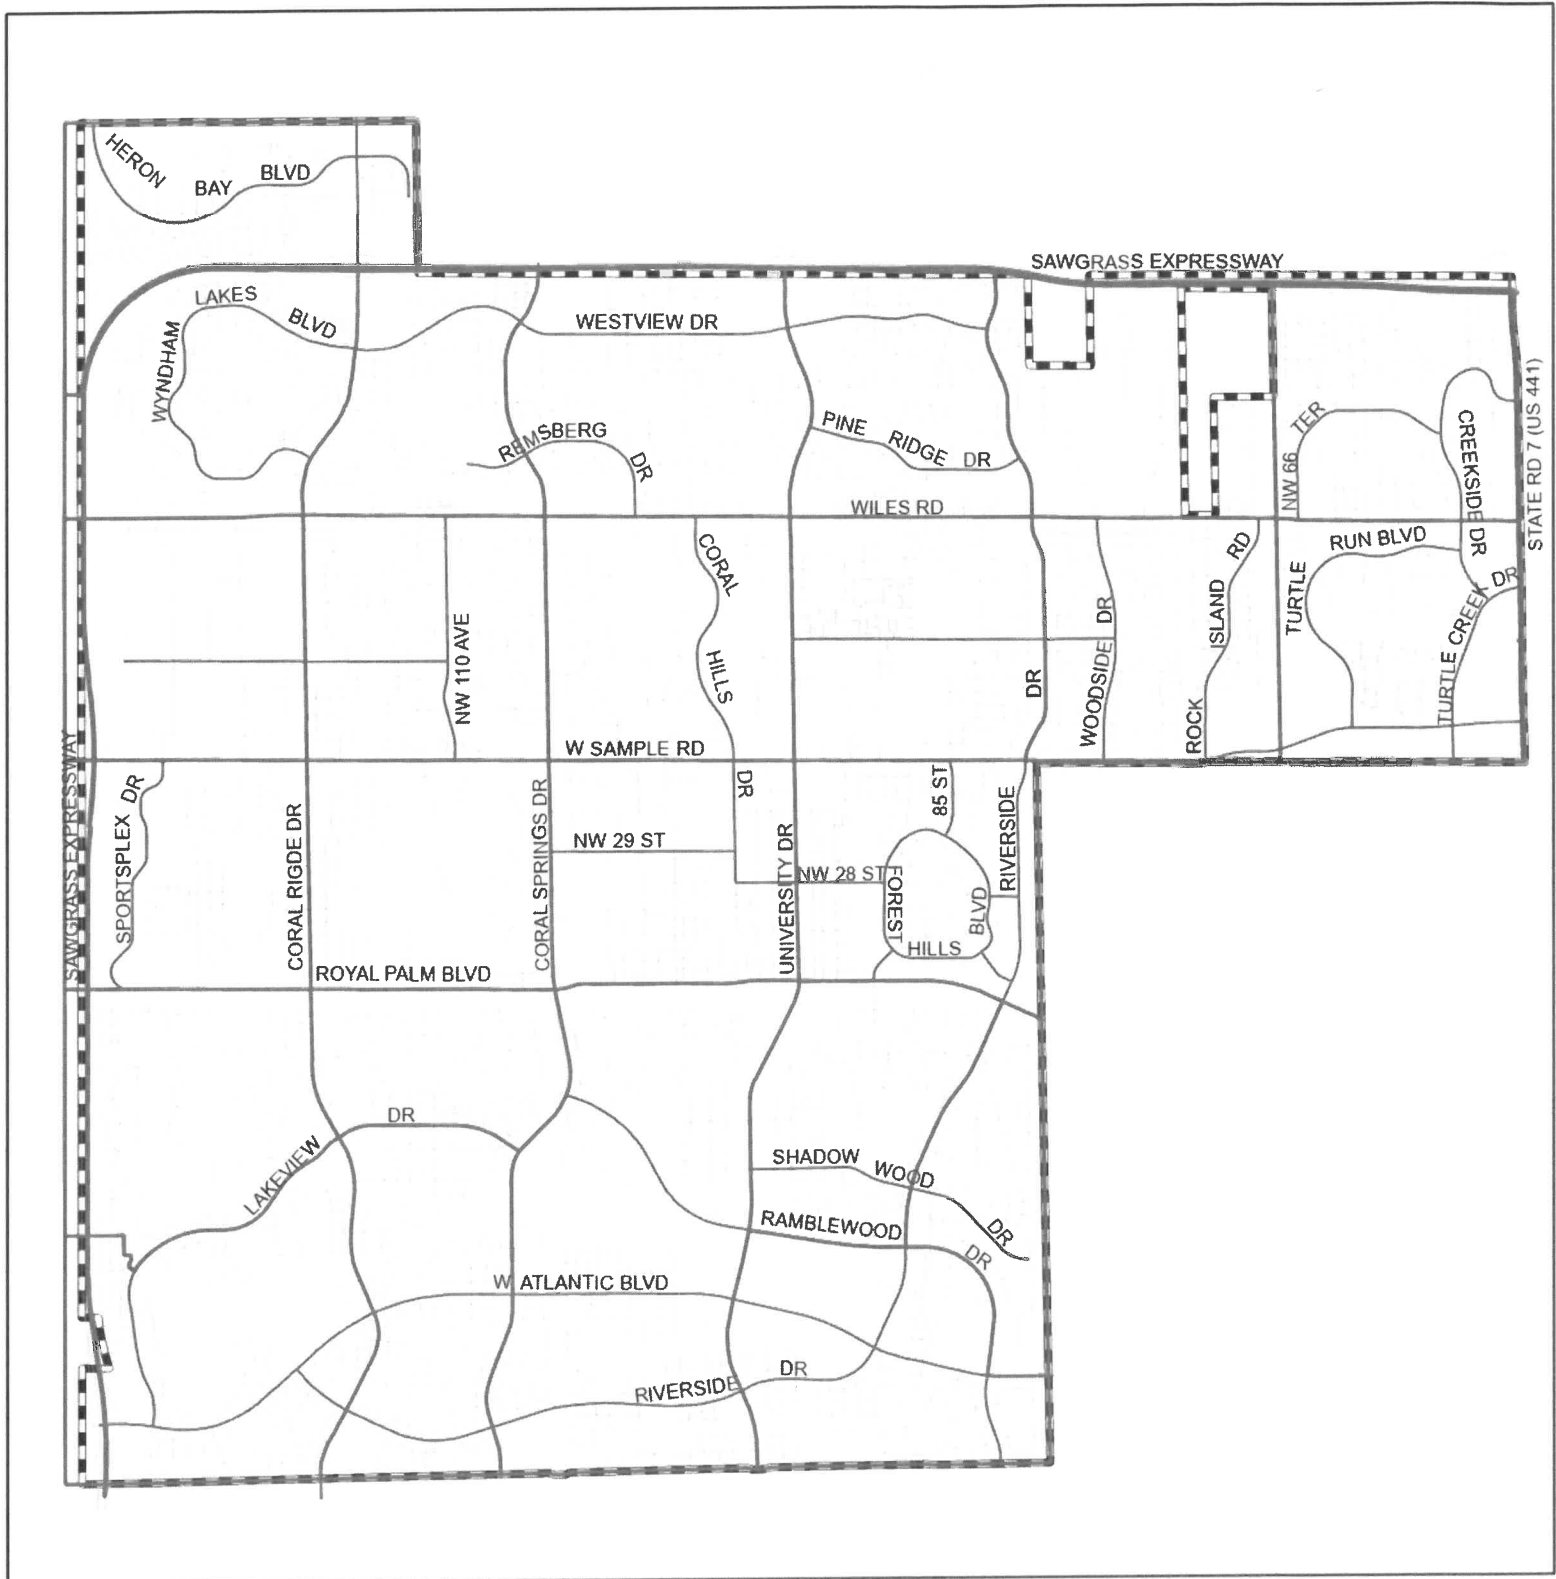 HERON
BAY
BLVD
SAWGRASS EXPRESSWAY
LAKES
BLVD
WYNDHAM
WESTVIEW DR
STATE RD 7 (US 441)
REMSBERG
DR
PINE
RIDGE
DR
TER
NW 66
CREEKSIDE DR
WILES RD
CORAL
HILLS
DR
RUN BLVD
TURTLE
RD
ISLAND
ROCK
DR
WOODSIDE
DR
TURTLE CREEK DR
NW 110 AVE
W SAMPLE RD
SAWGRASS EXPRESSWAY
SPORTSPLEX DR
CORAL RIGDE DR
CORAL SPRINGS DR
NW 29 ST
UNIVERSITY DR
NW 28 ST
85 ST
RIVERSIDE
FOREST
HILLS
BLVD
ROYAL PALM BLVD
DR
LAKEVIEW
SHADOW
WOOD
DR
RAMBLEWOOD
DR
W ATLANTIC BLVD
RIVERSIDE
DR